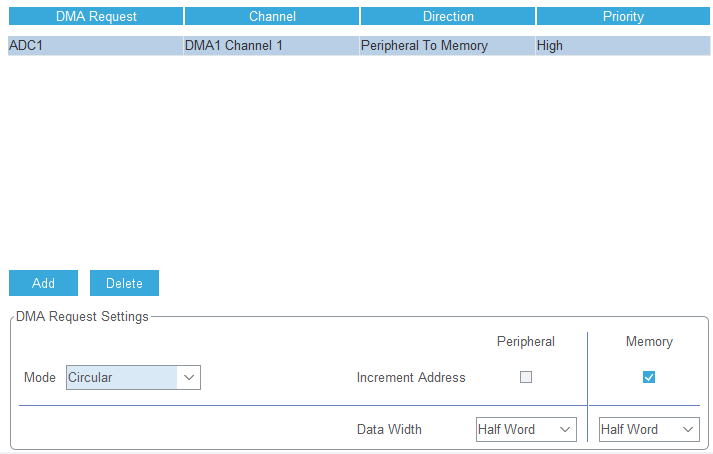 DMA Request Channel Direction Priority
ADC1 DMA1 Channel 1 Peripheral To Memory High
Add Delete
DMA Request Settings
Peripheral Memory
Mode Circular Increment Address
Data Width Half Word Half Word